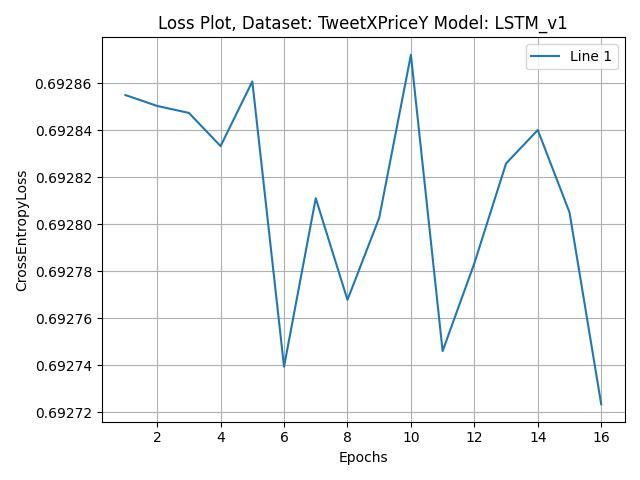 Loss Plot, Dataset: TweetXPriceY Model: LSTM_v1
Line 1
CrossEntropyLoss
0.69286
0.69284
0.69282
0.69280
0.69278
0.69276
0.69274
0.69272
2 4 6 8 10 12 14 16
Epochs